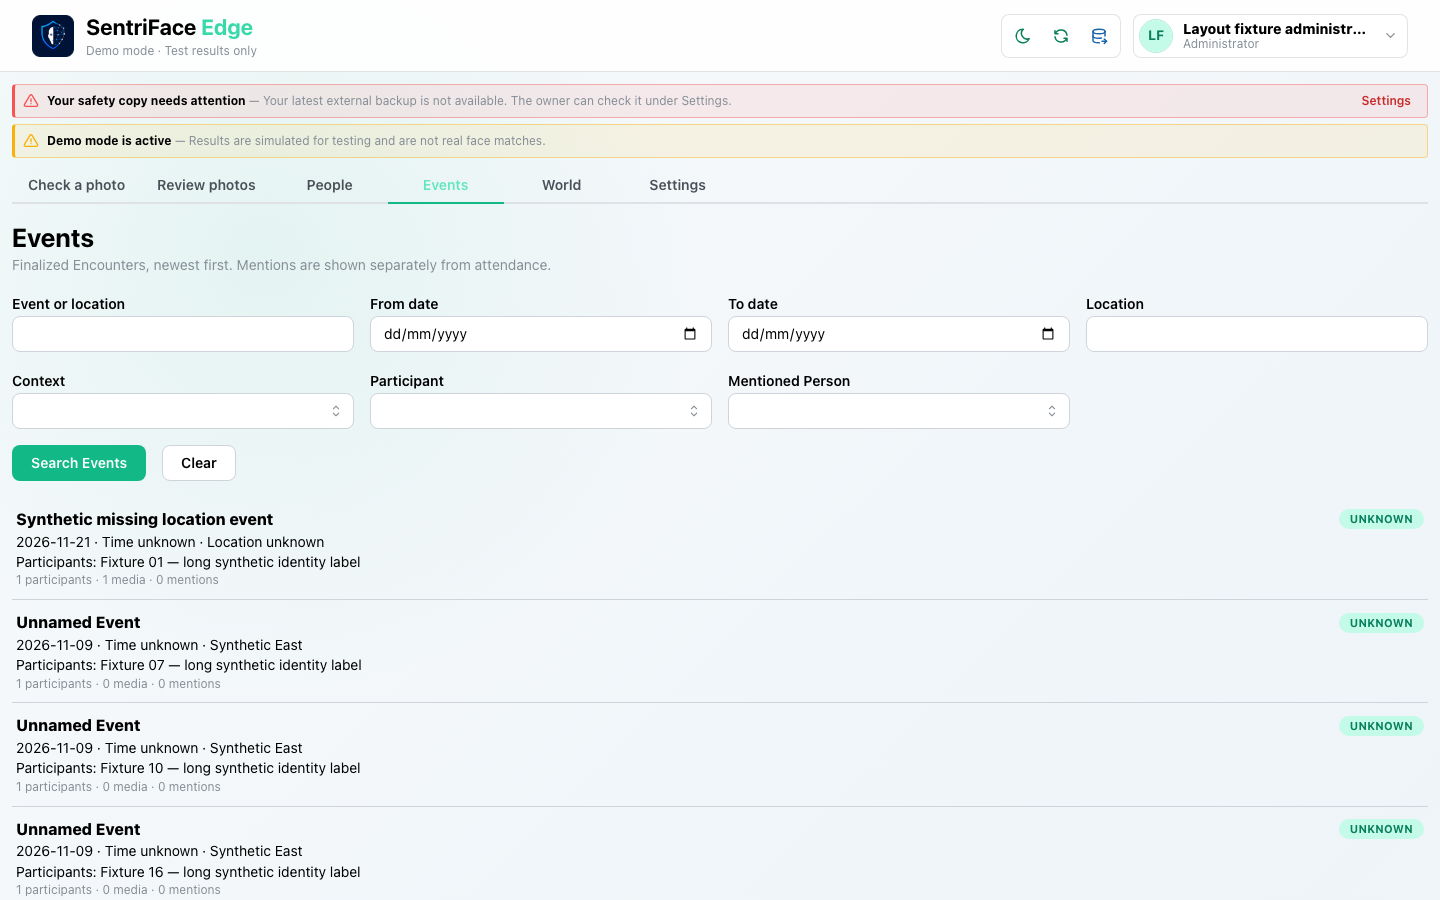 SentriFace Edge
Demo mode · Test results only
LF
Layout fixture administr...
Administrator
Your safety copy needs attention — Your latest external backup is not available. The owner can check it under Settings.
Settings
Demo mode is active — Results are simulated for testing and are not real face matches.
Check a photo
Review photos
People
Events
World
Settings
Events
Finalized Encounters, newest first. Mentions are shown separately from attendance.
Event or location
From date
To date
Location
dd/mm/yyyy
dd/mm/yyyy
Context
Participant
Mentioned Person
Search Events
Clear
Synthetic missing location event
UNKNOWN
2026-11-21 · Time unknown · Location unknown
Participants: Fixture 01 — long synthetic identity label
1 participants · 1 media · 0 mentions
Unnamed Event
UNKNOWN
2026-11-09 · Time unknown · Synthetic East
Participants: Fixture 07 — long synthetic identity label
1 participants · 0 media · 0 mentions
Unnamed Event
UNKNOWN
2026-11-09 · Time unknown · Synthetic East
Participants: Fixture 10 — long synthetic identity label
1 participants · 0 media · 0 mentions
Unnamed Event
UNKNOWN
2026-11-09 · Time unknown · Synthetic East
Participants: Fixture 16 — long synthetic identity label
1 participants · 0 media · 0 mentions